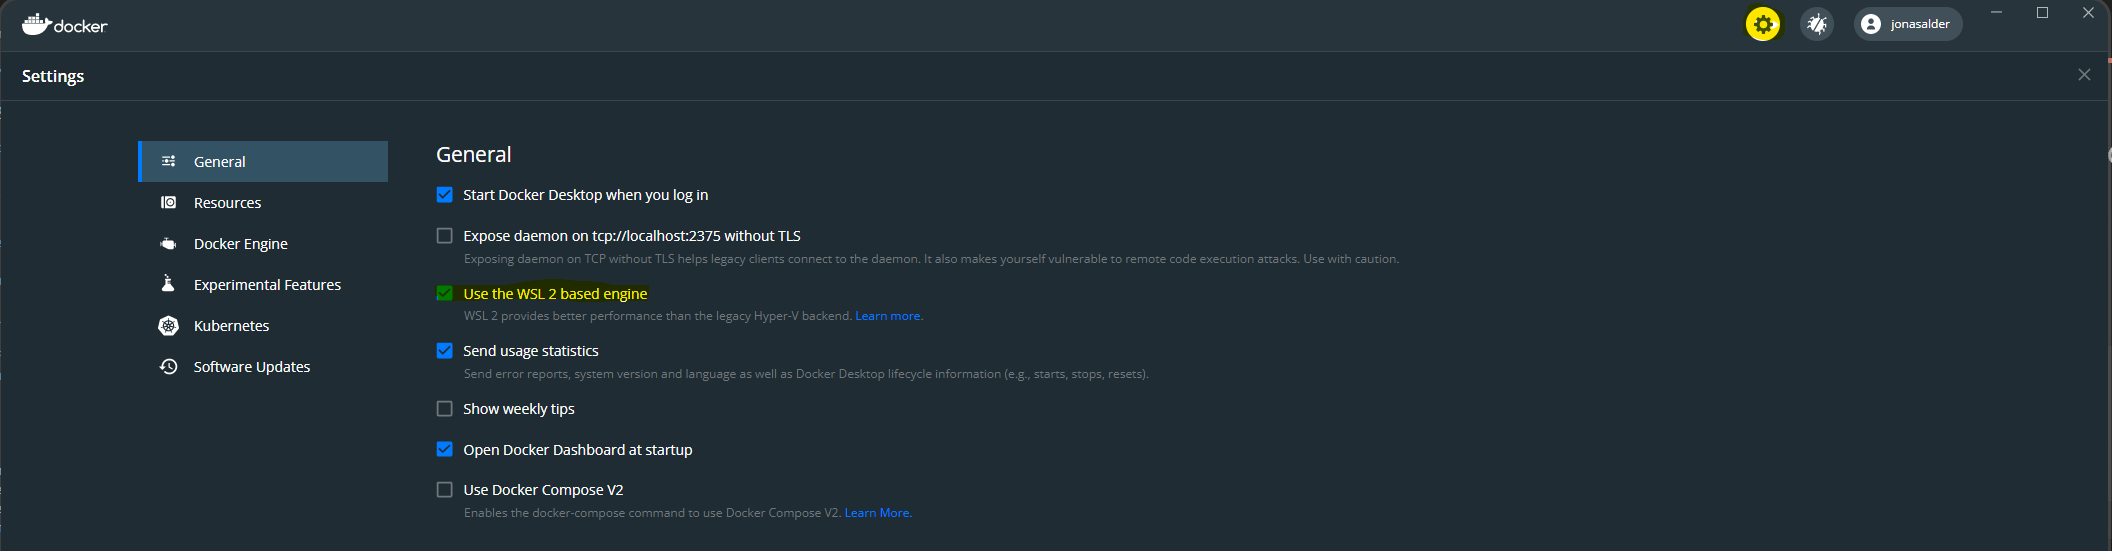 docker
jonasalder
Settings
General
Resources
Docker Engine
Experimental Features
Kubernetes
Software Updates
General
Start Docker Desktop when you log in
Expose daemon on tcp://localhost:2375 without TLS
Exposing daemon on TCP without TLS helps legacy clients connect to the daemon. It also makes yourself vulnerable to remote code execution attacks. Use with caution.
Use the WSL 2 based engine
WSL 2 provides better performance than the legacy Hyper-V backend. Learn more.
Send usage statistics
Send error reports, system version and language as well as Docker Desktop lifecycle information (e.g., starts, stops, resets).
Show weekly tips
Open Docker Dashboard at startup
Use Docker Compose V2
Enables the docker-compose command to use Docker Compose V2. Learn More.